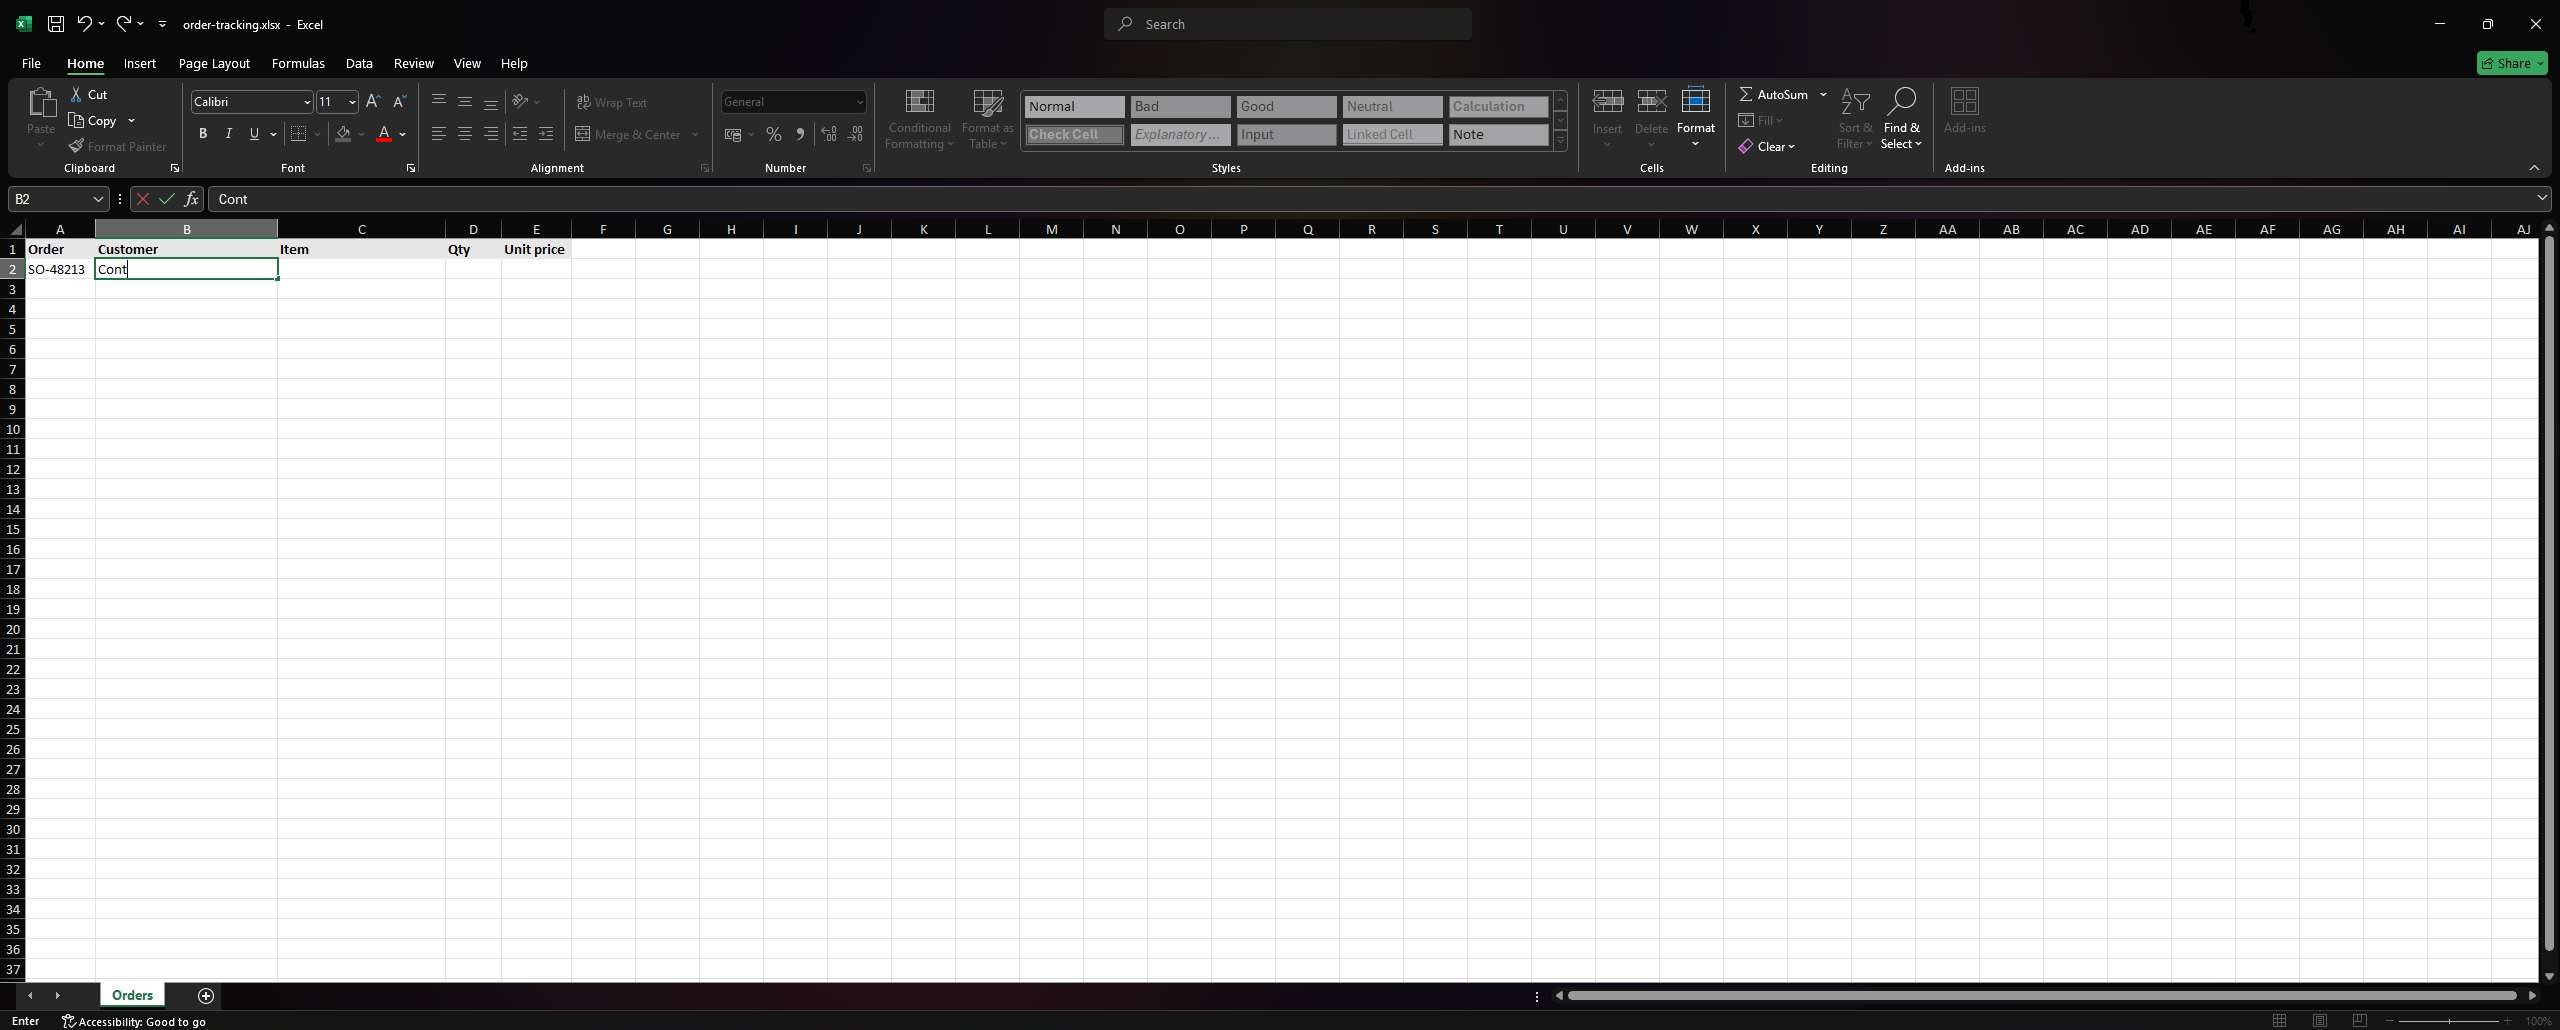 order-tracking.xlsx - Excel
Search
File Home Insert Page Layout Formulas Data Review View Help
Share
Paste
Cut
Copy
Format Painter
Clipboard
Calibri 11
B I U
Font
Wrap Text
Merge & Center
Alignment
General
Number
Conditional Formatting
Format as Table
Normal Bad Good Neutral Calculation
Check Cell Explanatory ... Input Linked Cell Note
Styles
Insert Delete Format
Cells
AutoSum
Fill
Clear
Sort & Filter
Find & Select
Editing
Add-ins
Add-ins
B2 fx Cont
A B C D E F G H I J K L M N O P Q R S T U V W X Y Z AA AB AC AD AE AF AG AH AI AJ
1 Order Customer Item Qty Unit price
2 SO-48213 Cont
3
4
5
6
7
8
9
10
11
12
13
14
15
16
17
18
19
20
21
22
23
24
25
26
27
28
29
30
31
32
33
34
35
36
37
Orders
Enter Accessibility: Good to go 100%